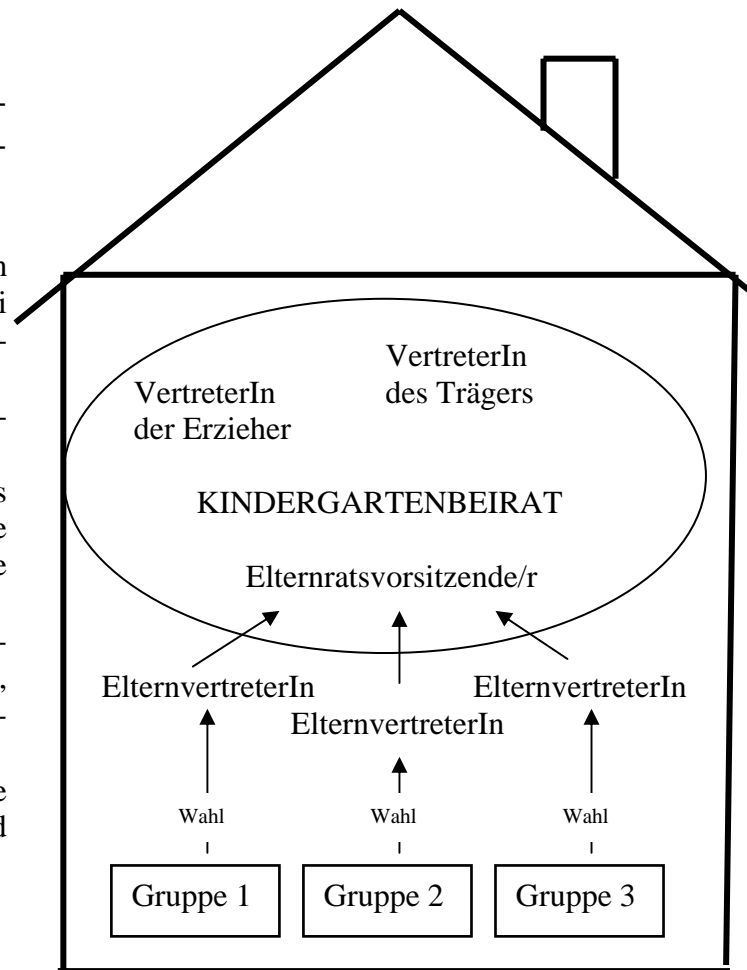 -
-
n
i
-
-
s
e
e
-
,
-
e
d
VertreterIn
des Trägers
VertreterIn
der Erzieher
KINDERGARTENBEIRAT
Elternratsvorsitzende/r
ElternvertreterIn
ElternvertreterIn
ElternvertreterIn
Wahl
Wahl
Wahl
Gruppe 1
Gruppe 2
Gruppe 3